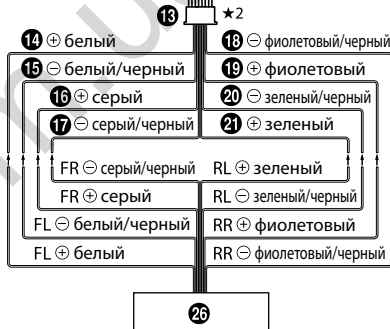 13 ★2
14 ⊕ белый 18 ⊖ фиолетовый/черный
15 ⊖ белый/черный 19 ⊕ фиолетовый
16 ⊕ серый 20 ⊖ зеленый/черный
17 ⊖ серый/черный 21 ⊕ зеленый
FR ⊖ серый/черный RL ⊕ зеленый
FR ⊕ серый RL ⊖ зеленый/черный
FL ⊖ белый/черный RR ⊕ фиолетовый
FL ⊕ белый RR ⊖ фиолетовый/черный
26